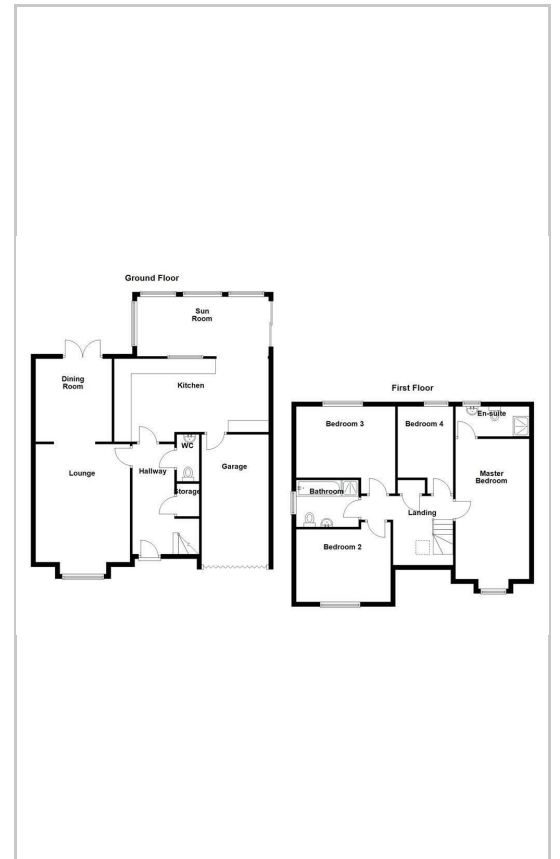 Ground Floor
Sun
Room
Dining
Room
Kitchen
WC
Lounge
Hallway
Garage
Storage
First Floor
En-suite
Bedroom 3
Bedroom 4
Master
Bedroom
Bathroom
Landing
Bedroom 2